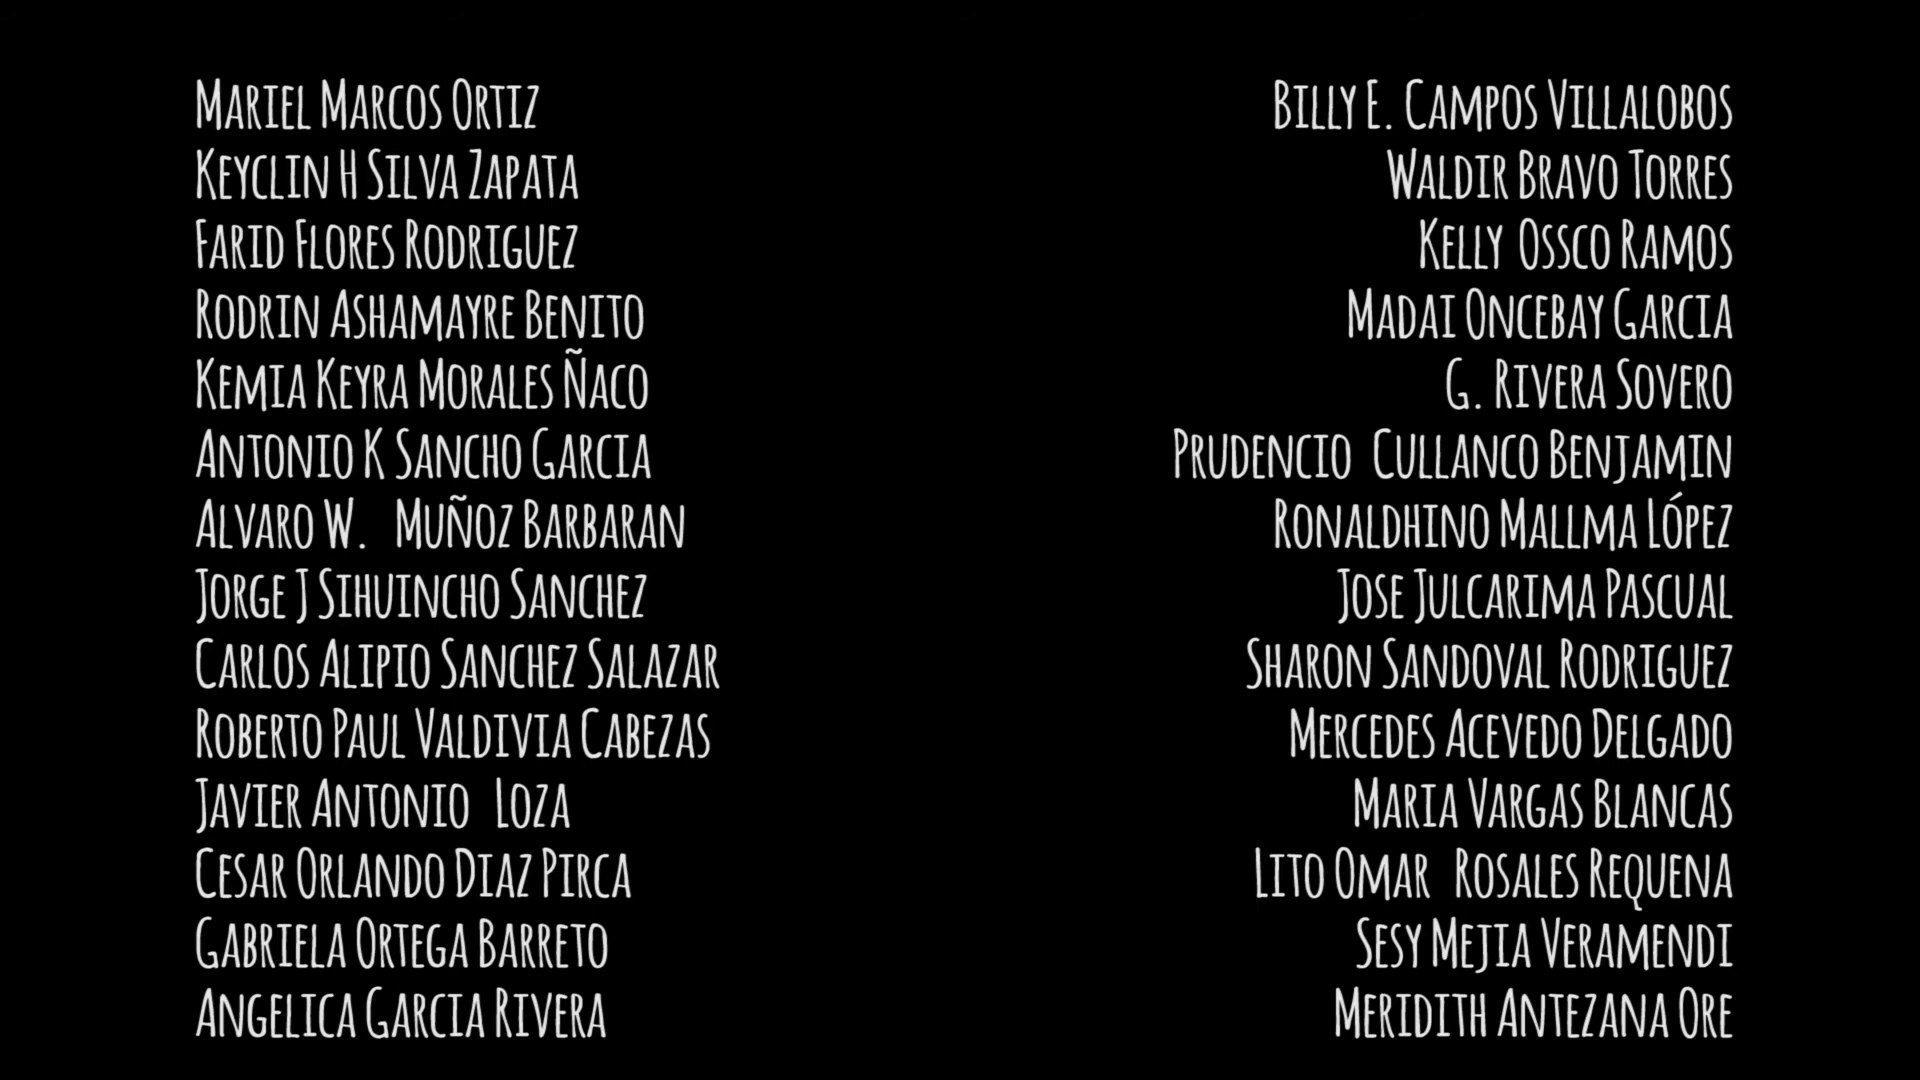 Mariel Marcos Ortiz
Keyclin H Silva Zapata
Farid Flores Rodriguez
Rodrin Ashamayre Benito
Kemia Keyra Morales Ñaco
Antonio K Sancho Garcia
Alvaro W. Muñoz Barbaran
Jorge J Sihuincho Sanchez
Carlos Alipio Sanchez Salazar
Roberto Paul Valdivia Cabezas
Javier Antonio Loza
Cesar Orlando Diaz Pirca
Gabriela Ortega Barreto
Angelica Garcia Rivera
Billy E. Campos Villalobos
Waldir Bravo Torres
Kelly Ossco Ramos
Madai Oncebay Garcia
G. Rivera Sovero
Prudencio Cullanco Benjamin
Ronaldhino Mallma López
Jose Julcarima Pascual
Sharon Sandoval Rodriguez
Mercedes Acevedo Delgado
Maria Vargas Blancas
Lito Omar Rosales Requena
Sesy Mejia Veramendi
Meridith Antezana Ore